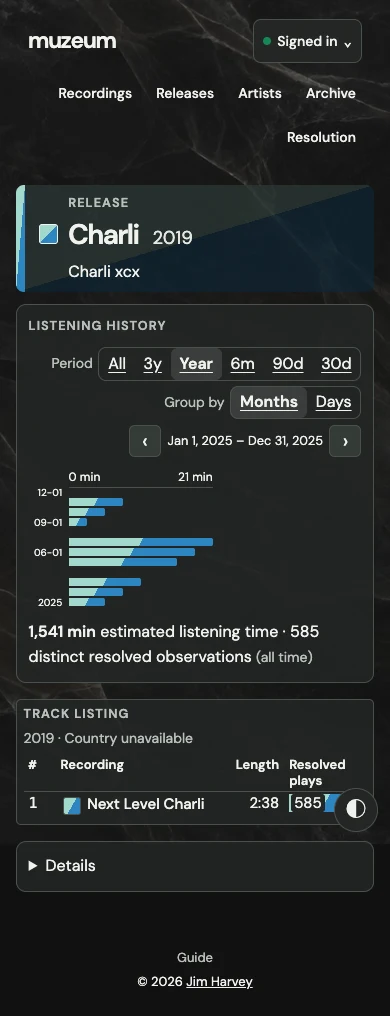 muzeum
Signed in
Recordings Releases Artists Archive
Resolution
RELEASE
Charli 2019
Charli xcx
LISTENING HISTORY
Period All 3y Year 6m 90d 30d
Group by Months Days
‹ Jan 1, 2025 – Dec 31, 2025 ›
0 min 21 min
12-01
09-01
06-01
2025
1,541 min estimated listening time · 585
distinct resolved observations (all time)
TRACK LISTING
2019 · Country unavailable
# Recording Length Resolved
plays
1 Next Level Charli 2:38 585
Details
Guide
© 2026 Jim Harvey